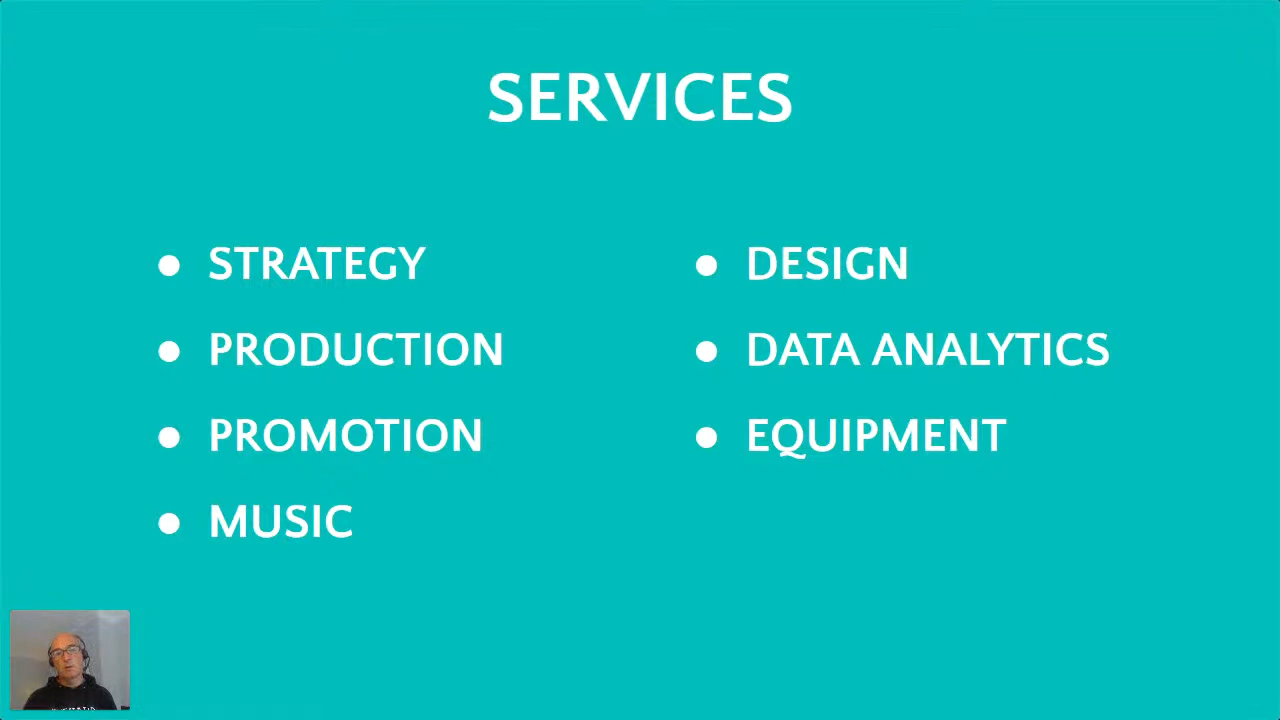 SERVICES
● STRATEGY
● PRODUCTION
● PROMOTION
● MUSIC
● DESIGN
● DATA ANALYTICS
● EQUIPMENT